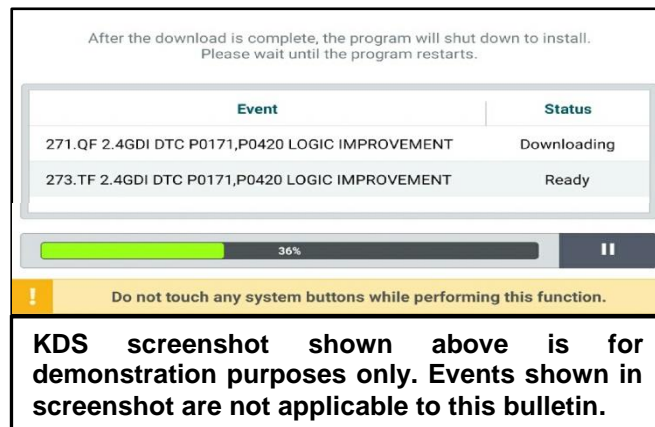 After the download is complete, the program will shut down to install.
Please wait until the program restarts.
Event Status
271.QF 2.4GDI DTC P0171,P0420 LOGIC IMPROVEMENT Downloading
273.TF 2.4GDI DTC P0171,P0420 LOGIC IMPROVEMENT Ready
36%
! Do not touch any system buttons while performing this function.
KDS screenshot shown above is for
demonstration purposes only. Events shown in
screenshot are not applicable to this bulletin.